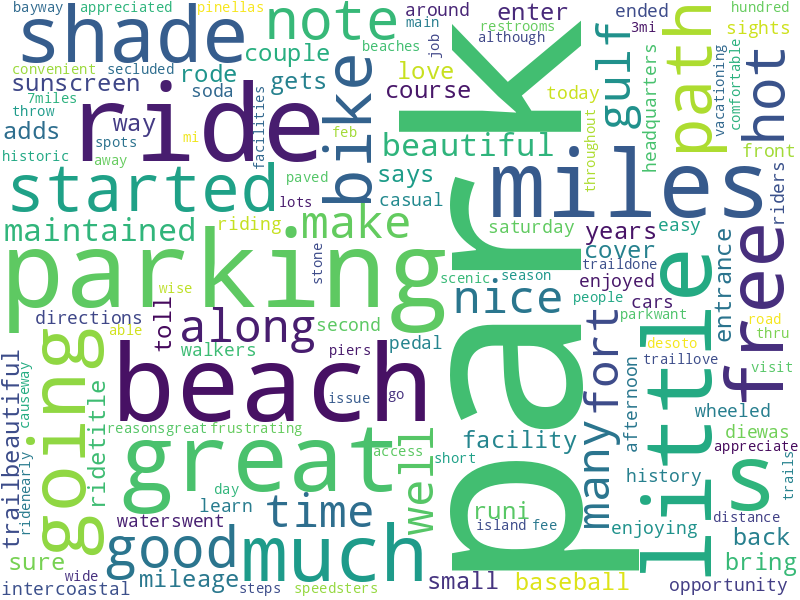 bayway
appreciated
pinellas
shade
note
around
main
job
enter
restrooms
although
beaches
park
ended
3mi
hundred
sights
convenient
secluded
sunscreen
rode
couple
gets
bike
love
course
gulf
headquarters
path
vacationing
comfortable
hot
7miles
throw
soda
ride
facilities
today
throughout
adds
way
spots
mi
feb
beautiful
front
historic
away
paved
says
miles
riders
started
parks
casual
lots
maintained
riding
make
saturday
years
easy
free
parking
stone
scenic
season
cover
traildone
enjoyed
cars
entrance
little
wise
nice
people
parkwant
road
thru
directions
able
toll
along
second
pedal
fort
desoto
visit
going
walkers
piers
traillove
trailbeautiful
causeway
ridenearly
ridetitle
beach
issue
go
many
afternoon
wheeled
reasonsgreat
frustrating
great
well
facility
diewas
s
appreciate
trails
access
short
history
day
learn
time
runi
island
fee
enjoying
distance
waterswent
good
much
back
sure
wide
mileage
small
baseball
bring
intercoastal
steps
speedsters
opportunity